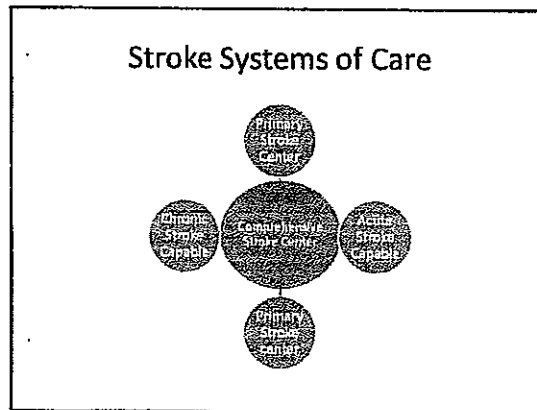 Stroke Systems of Care
Primary
Stroke
Center
Chronic
Stroke
Capable
Comprehensive
Stroke Center
Acute
Stroke
Capable
Primary
Stroke
center